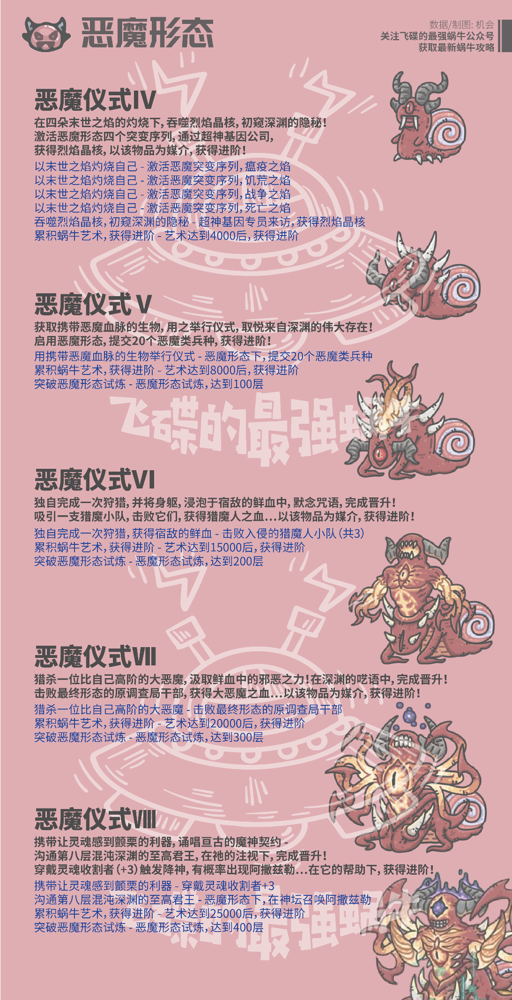 恶魔形态
数据/制图: 机会
关注飞碟的最强蜗牛公众号
获取最新蜗牛攻略
恶魔仪式IV
在四朵末世之焰的灼烧下, 吞噬烈焰晶核, 初窥深渊的隐秘!
激活恶魔形态四个突变序列, 通过超神基因公司,
获得烈焰晶核, 以该物品为媒介, 获得进阶!
以末世之焰灼烧自己 - 激活恶魔突变序列, 瘟疫之焰
以末世之焰灼烧自己 - 激活恶魔突变序列, 饥荒之焰
以末世之焰灼烧自己 - 激活恶魔突变序列, 战争之焰
以末世之焰灼烧自己 - 激活恶魔突变序列, 死亡之焰
吞噬烈焰晶核, 初窥深渊的隐秘 - 超神基因专员来访, 获得烈焰晶核
累积蜗牛艺术, 获得进阶 - 艺术达到4000后, 获得进阶
恶魔仪式 V
获取携带恶魔血脉的生物, 用之举行仪式, 取悦来自深渊的伟大存在!
启用恶魔形态, 提交20个恶魔类兵种, 获得进阶!
用携带恶魔血脉的生物举行仪式 - 恶魔形态下, 提交20个恶魔类兵种
累积蜗牛艺术, 获得进阶 - 艺术达到8000后, 获得进阶
突破恶魔形态试炼 - 恶魔形态试炼, 达到100层
飞碟的最强蜗牛
恶魔仪式VI
独自完成一次狩猎, 并将身躯, 浸泡于宿敌的鲜血中, 默念咒语, 完成晋升!
吸引一支猎魔小队, 击败它们, 获得猎魔人之血...以该物品为媒介, 获得进阶!
独自完成一次狩猎, 获得宿敌的鲜血 - 击败入侵的猎魔人小队 (共3)
累积蜗牛艺术, 获得进阶 - 艺术达到15000后, 获得进阶
突破恶魔形态试炼 - 恶魔形态试炼, 达到200层
恶魔仪式VII
猎杀一位比自己高阶的大恶魔, 汲取鲜血中的邪恶之力! 在深渊的呓语中, 完成晋升!
击败最终形态的原调查局干部, 获得大恶魔之血...以该物品为媒介, 获得进阶!
猎杀一位比自己高阶的大恶魔 - 击败最终形态的原调查局干部
累积蜗牛艺术, 获得进阶 - 艺术达到20000后, 获得进阶
突破恶魔形态试炼 - 恶魔形态试炼, 达到300层
恶魔仪式VIII
携带让灵魂感到颤栗的利器, 诵唱亘古的魔神契约 -
沟通第八层混沌深渊的至高君王, 在祂的注视下, 完成晋升!
穿戴灵魂收割者 (+3) 触发降神, 有概率出现阿撒兹勒...在它的帮助下, 获得进阶!
携带让灵魂感到颤栗的利器 - 穿戴灵魂收割者+3
沟通第八层混沌深渊的至高君王 - 恶魔形态下, 在神坛召唤阿撒兹勒
累积蜗牛艺术, 获得进阶 - 艺术达到25000后, 获得进阶
突破恶魔形态试炼 - 恶魔形态试炼, 达到400层
飞碟的最强蜗牛